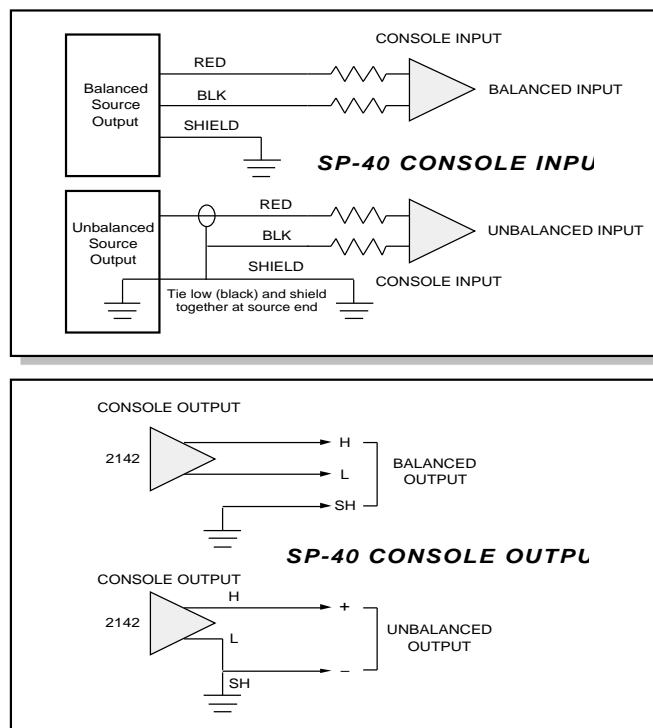 CONSOLE INPUT
RED
Balanced
Source
Output
BLK
BALANCED INPUT
SHIELD
SP-40 CONSOLE INPU
RED
Unbalanced
Source
Output
BLK
UNBALANCED INPUT
SHIELD
CONSOLE INPUT
Tie low (black) and shield
together at source end
CONSOLE OUTPUT
2142
H
L
SH
BALANCED
OUTPUT
SP-40 CONSOLE OUTPU
CONSOLE OUTPUT
2142
H
L
SH
+
–
UNBALANCED
OUTPUT